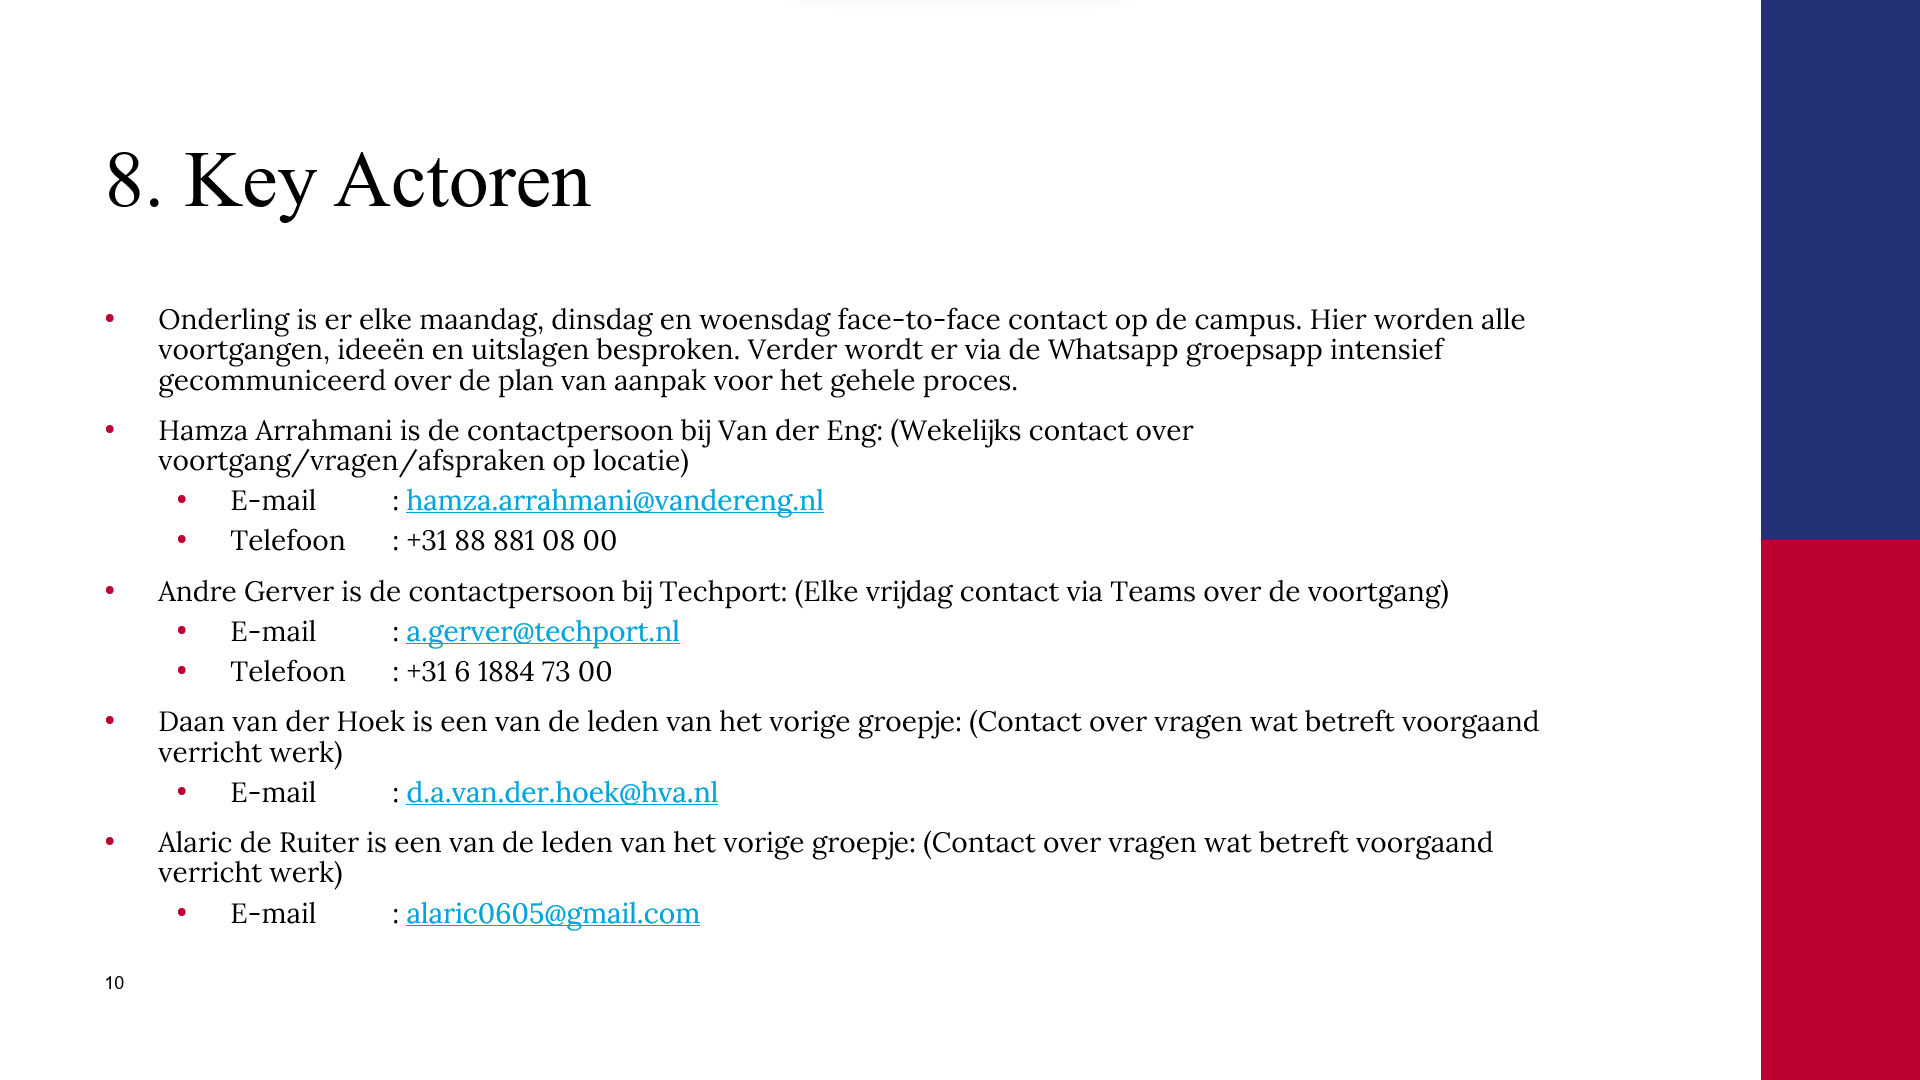 8. Key Actoren
• Onderling is er elke maandag, dinsdag en woensdag face-to-face contact op de campus. Hier worden alle
voortgangen, ideeën en uitslagen besproken. Verder wordt er via de Whatsapp groepsapp intensief
gecommuniceerd over de plan van aanpak voor het gehele proces.
• Hamza Arrahmani is de contactpersoon bij Van der Eng: (Wekelijks contact over
voortgang/vragen/afspraken op locatie)
• E-mail : hamza.arrahmani@vandereng.nl
• Telefoon : +31 88 881 08 00
• Andre Gerver is de contactpersoon bij Techport: (Elke vrijdag contact via Teams over de voortgang)
• E-mail : a.gerver@techport.nl
• Telefoon : +31 6 1884 73 00
• Daan van der Hoek is een van de leden van het vorige groepje: (Contact over vragen wat betreft voorgaand
verricht werk)
• E-mail : d.a.van.der.hoek@hva.nl
• Alaric de Ruiter is een van de leden van het vorige groepje: (Contact over vragen wat betreft voorgaand
verricht werk)
• E-mail : alaric0605@gmail.com
10